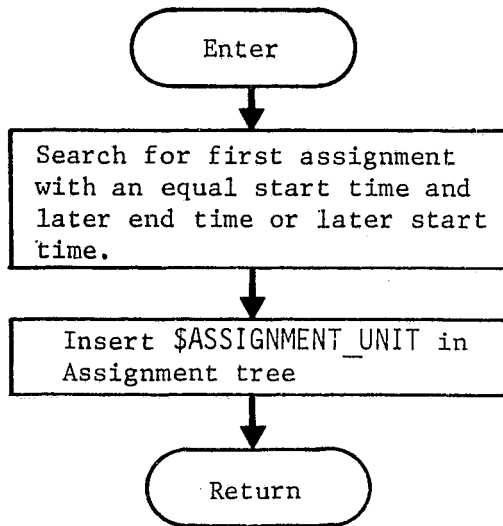 Enter
Search for first assignment
with an equal start time and
later end time or later start
time.
Insert $ASSIGNMENT_UNIT in
Assignment tree
Return